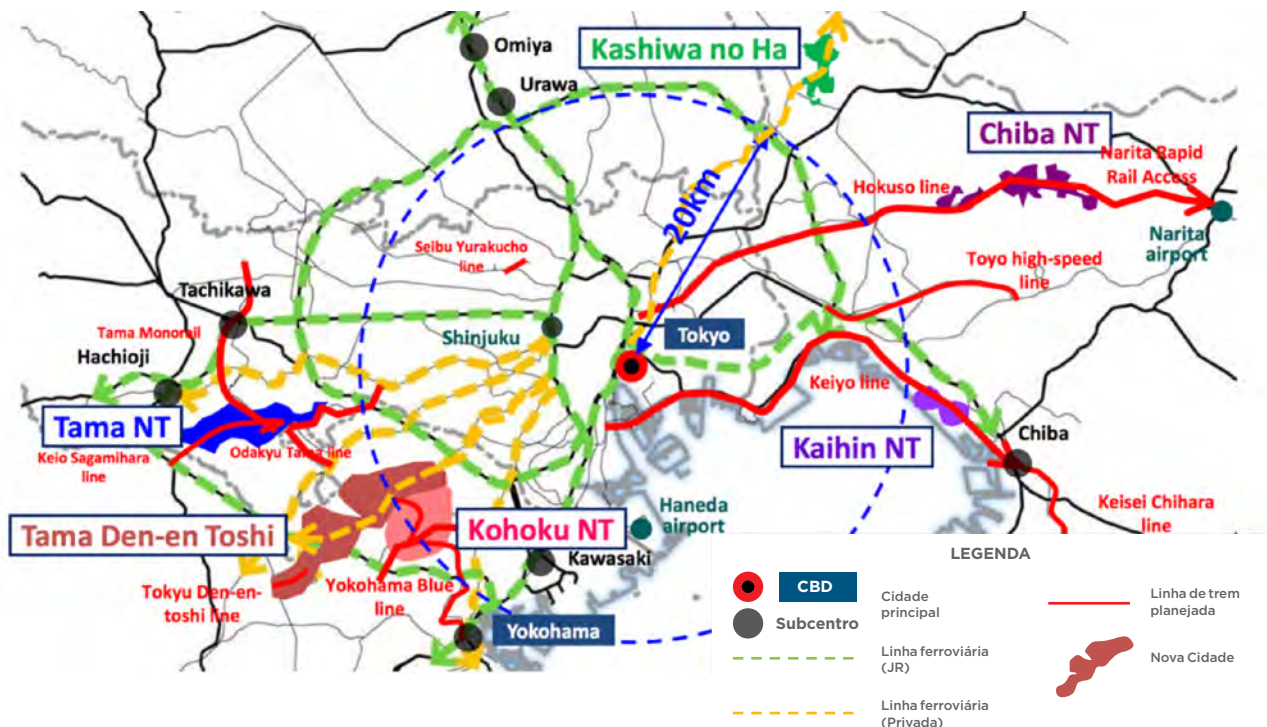 Omiya
Kashiwa no Ha
Urawa
Chiba NT
Narita Rapid
Rail Access
Hokuso line
20km
Seibu Yurakucho
line
Narita
airport
Toyo high-speed
line
Tachikawa
Tama Monorail
Shinjuku
Tokyo
Hachioji
Keiyo line
Tama NT
Kaihin NT
Chiba
Keio Sagamihara
line
Odakyu Tama line
Haneda
airport
Keisei Chihara
line
Tama Den-en Toshi
Kohoku NT
Kawasaki
Tokyu Den-en-
toshi line
Yokohama Blue
line
Yokohama
LEGENDA
CBD
Cidade
principal
Subcentro
Linha ferroviária
(JR)
Linha ferroviária
(Privada)
Linha de trem
planejada
Nova Cidade